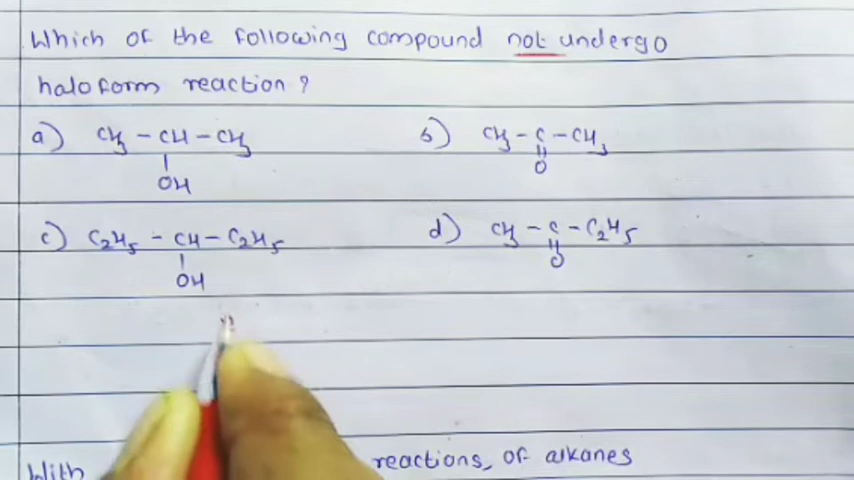 Which of the following compound not undergo
haloform reaction ?
a) CH3 - CH - CH3
OH
b) CH3 - C - CH3
O
c) C2H5 - CH - C2H5
OH
d) CH3 - C - C2H5
O
With
reactions, of alkanes